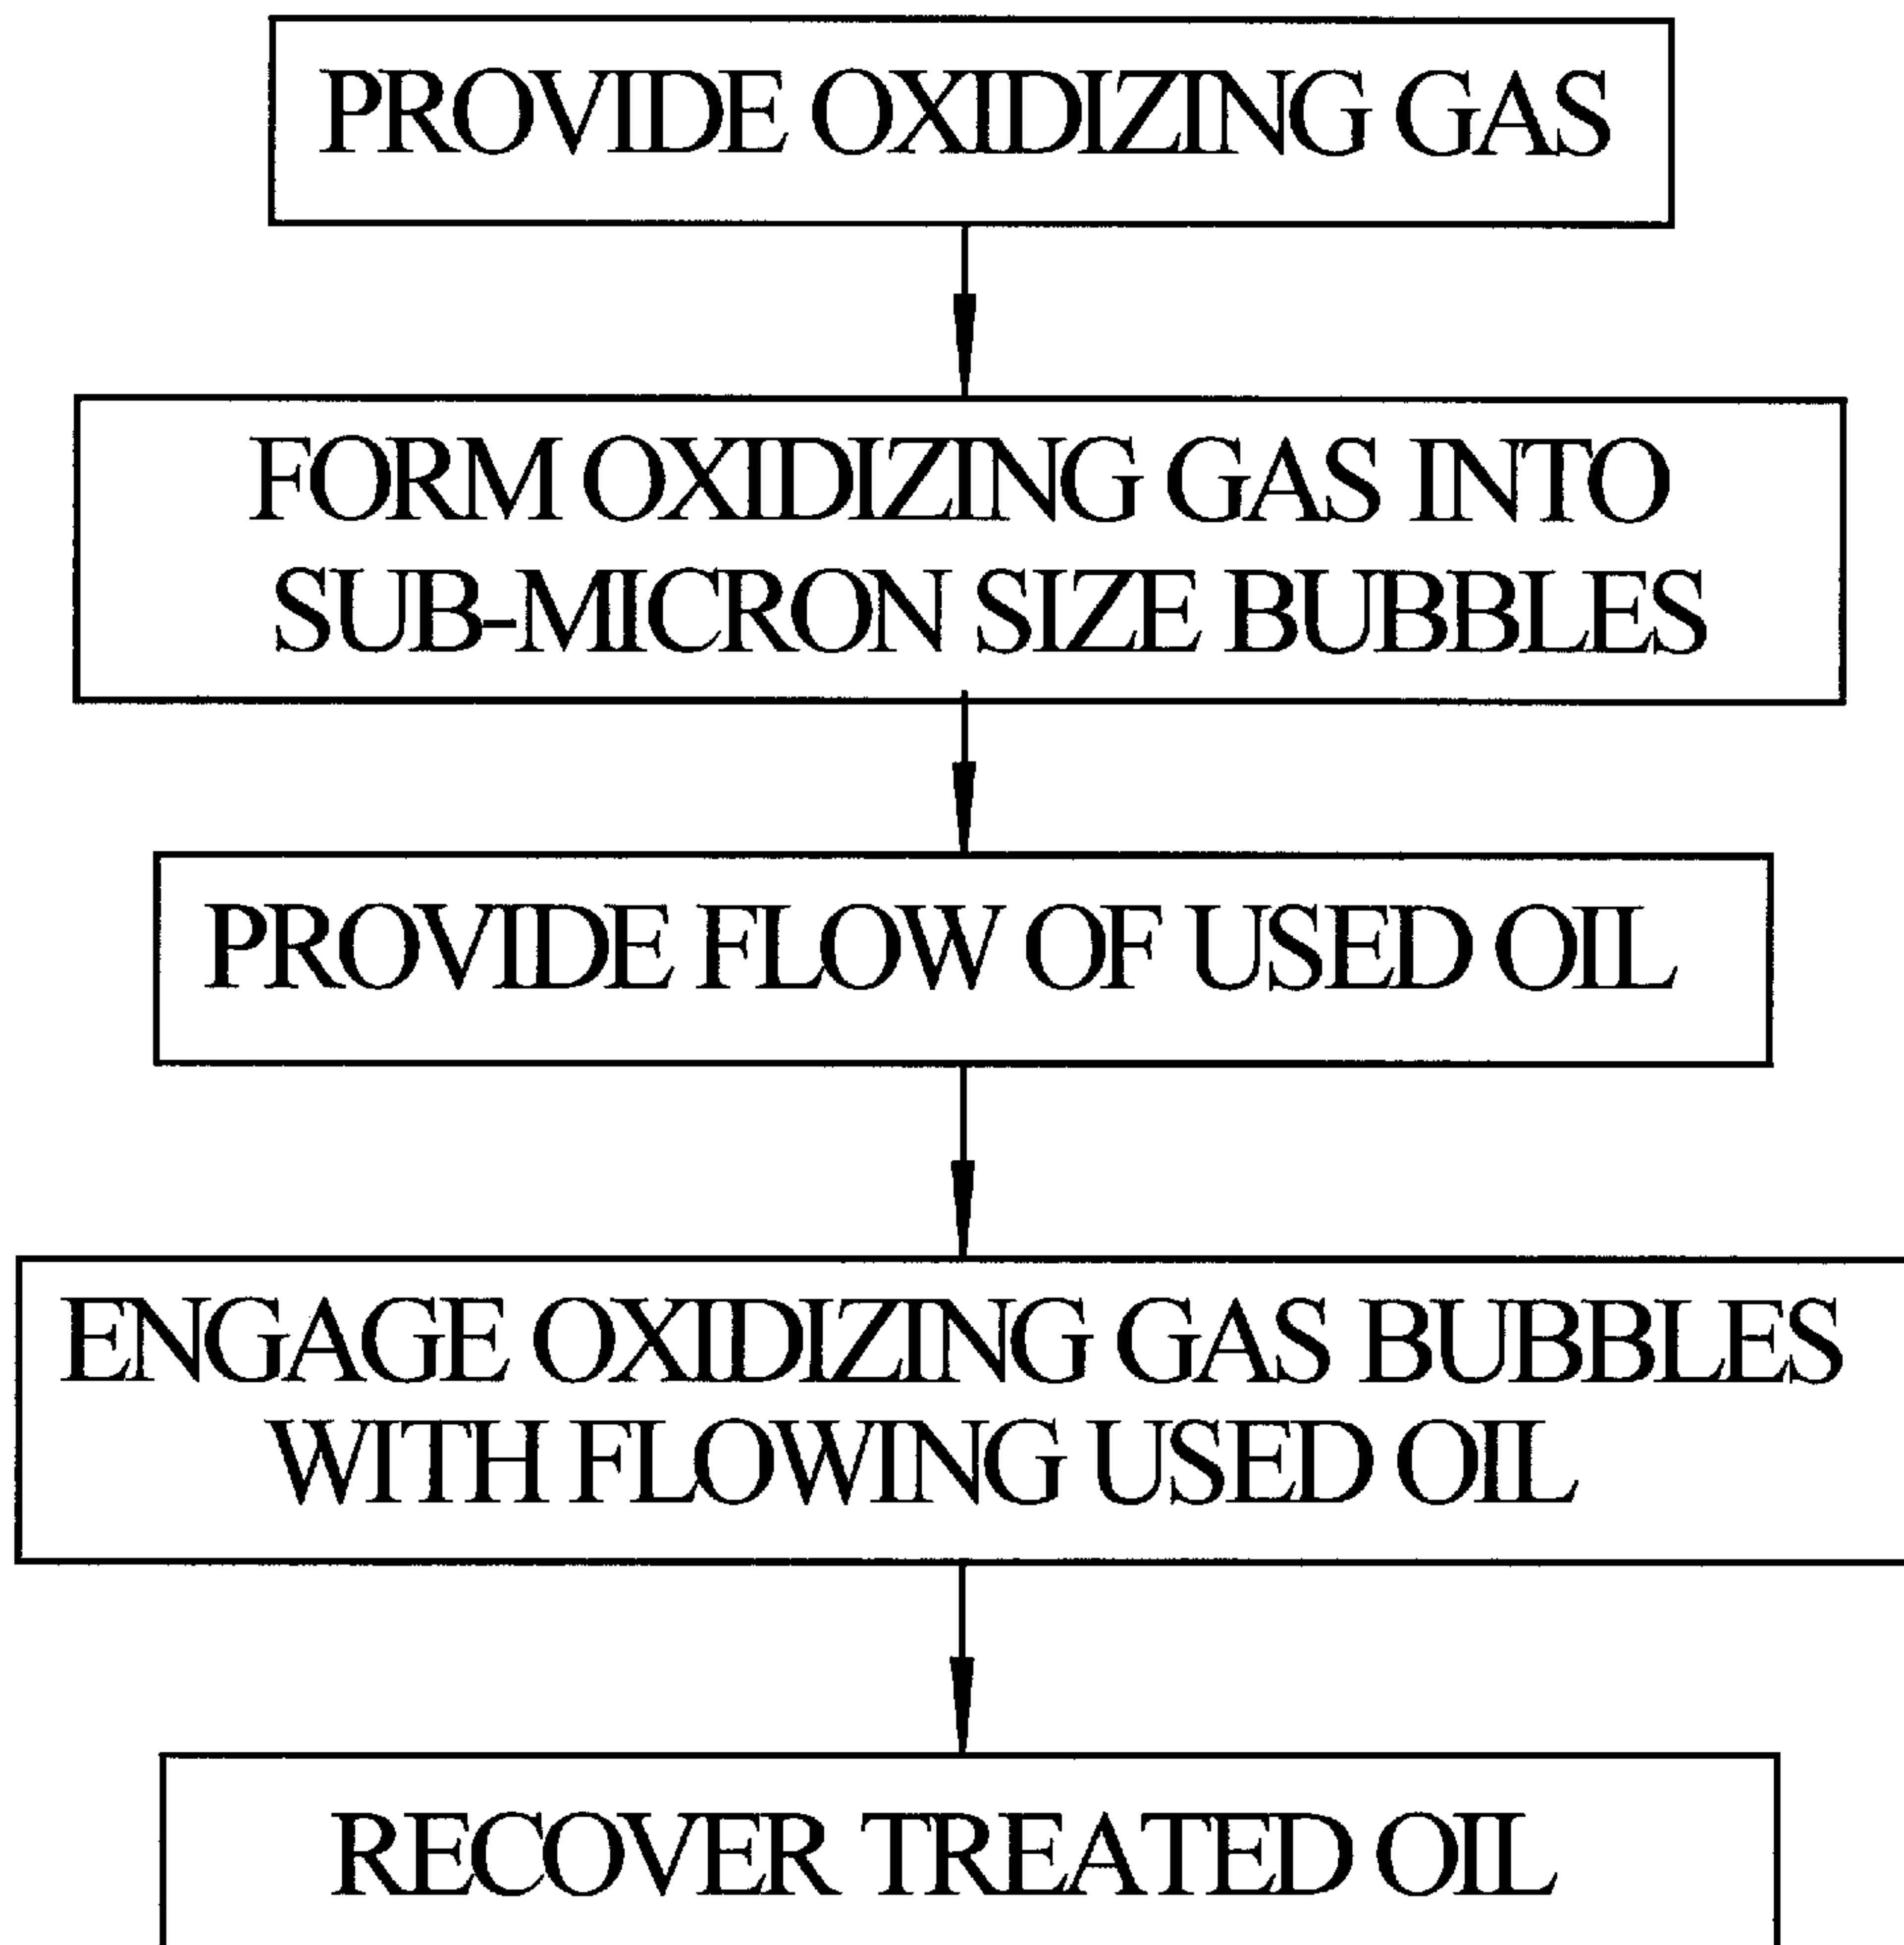 PROVIDE OXIDIZING GAS
FORM OXIDIZING GAS INTO
SUB-MICRON SIZE BUBBLES
PROVIDE FLOW OF USED OIL
ENGAGE OXIDIZING GAS BUBBLES
WITH FLOWING USED OIL
RECOVER TREATED OIL